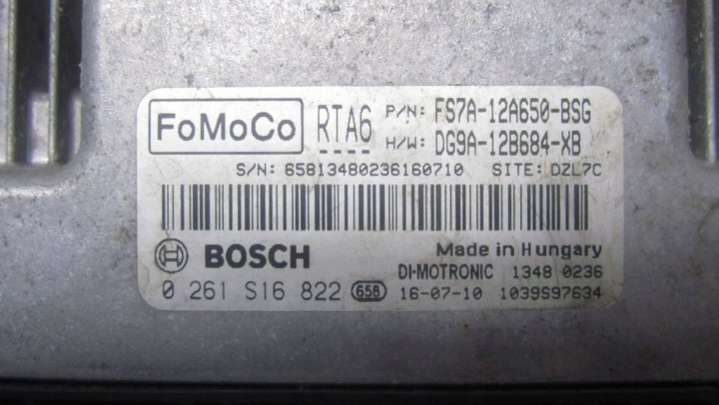 FoMoCo RTA6 P/N: FS7A-12A650-BSG
H/W: DG9A-12B684-XB
S/N: 65813480236160710 SITE: DZL7C
BOSCH Made in Hungary
DI-MOTRONIC 1348 0236
0 261 S16 822 658 16-07-10 1039S97634